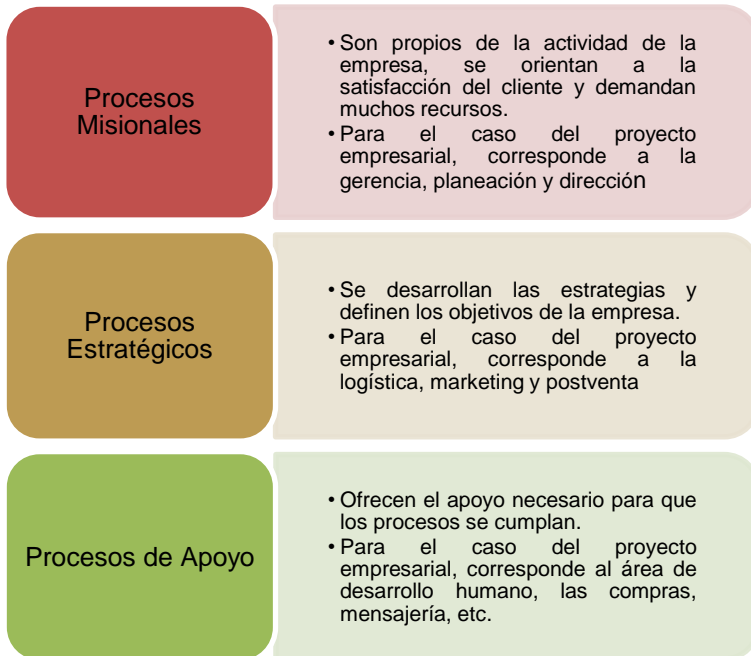 Procesos
Misionales
• Son propios de la actividad de la
empresa, se orientan a la
satisfacción del cliente y demandan
muchos recursos.
• Para el caso del proyecto
empresarial, corresponde a la
gerencia, planeación y dirección
Procesos
Estratégicos
• Se desarrollan las estrategias y
definen los objetivos de la empresa.
• Para el caso del proyecto
empresarial, corresponde a la
logística, marketing y postventa
Procesos de Apoyo
• Ofrecen el apoyo necesario para que
los procesos se cumplan.
• Para el caso del proyecto
empresarial, corresponde al área de
desarrollo humano, las compras,
mensajería, etc.